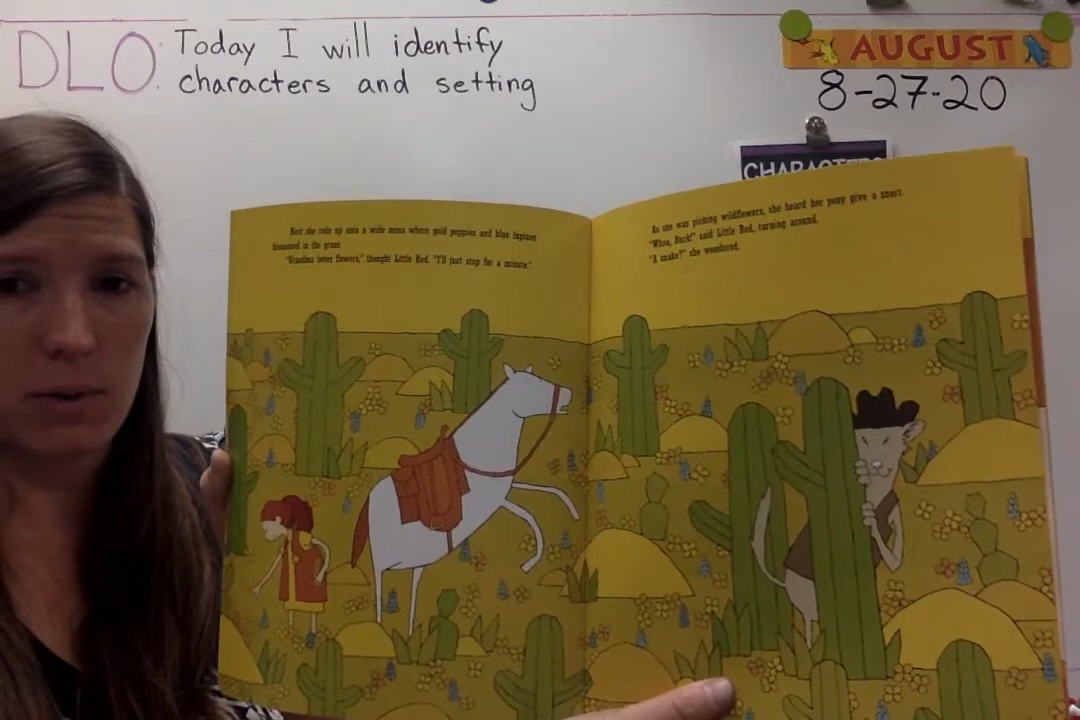 DLO: Today I will identify
characters and setting
AUGUST
8-27-20
CHARACTERS
Next she rode up onto a wide mesa where gold poppies and blue lupines
blossomed in the grass.
"Grandma loves flowers," thought Little Red. "I'll just stop for a minute."
As she was picking wildflowers, she heard her pony give a snort.
"Whoa, Buck!" said Little Red, turning around.
"A snake?" she wondered.